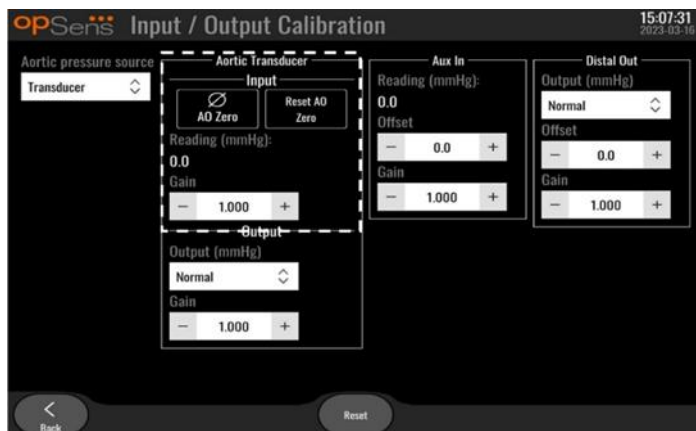 opSens Input / Output Calibration
15:07:31
2023-03-16
Aortic pressure source
Transducer
Aortic Transducer
Input
AO Zero
Reset AO
Zero
Reading (mmHg):
0.0
Gain
− 1.000 +
Output
Output (mmHg)
Normal
Gain
− 1.000 +
Aux In
Reading (mmHg):
0.0
Offset
− 0.0 +
Gain
− 1.000 +
Distal Out
Output (mmHg)
Normal
Offset
− 0.0 +
Gain
− 1.000 +
Back
Reset